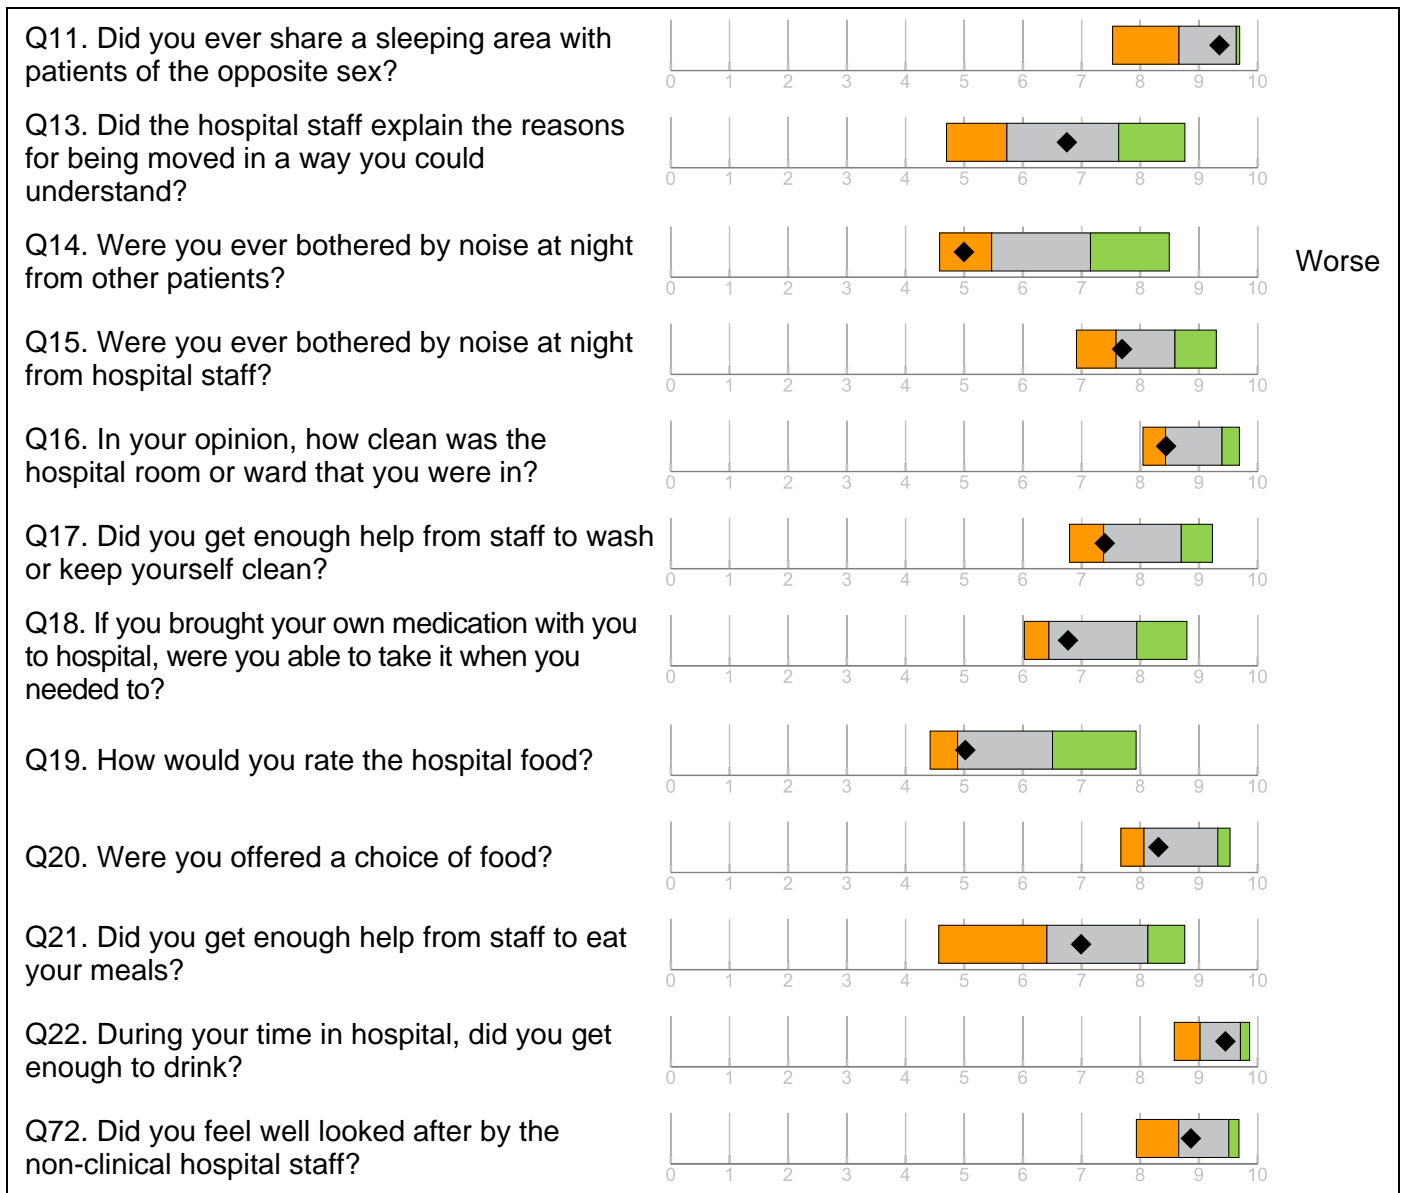 Q11. Did you ever share a sleeping area with
patients of the opposite sex?
0 1 2 3 4 5 6 7 8 9 10
Q13. Did the hospital staff explain the reasons
for being moved in a way you could
understand?
0 1 2 3 4 5 6 7 8 9 10
Q14. Were you ever bothered by noise at night
from other patients?
Worse
0 1 2 3 4 5 6 7 8 9 10
Q15. Were you ever bothered by noise at night
from hospital staff?
0 1 2 3 4 5 6 7 8 9 10
Q16. In your opinion, how clean was the
hospital room or ward that you were in?
0 1 2 3 4 5 6 7 8 9 10
Q17. Did you get enough help from staff to wash
or keep yourself clean?
0 1 2 3 4 5 6 7 8 9 10
Q18. If you brought your own medication with you
to hospital, were you able to take it when you
needed to?
0 1 2 3 4 5 6 7 8 9 10
Q19. How would you rate the hospital food?
0 1 2 3 4 5 6 7 8 9 10
Q20. Were you offered a choice of food?
0 1 2 3 4 5 6 7 8 9 10
Q21. Did you get enough help from staff to eat
your meals?
0 1 2 3 4 5 6 7 8 9 10
Q22. During your time in hospital, did you get
enough to drink?
0 1 2 3 4 5 6 7 8 9 10
Q72. Did you feel well looked after by the
non-clinical hospital staff?
0 1 2 3 4 5 6 7 8 9 10